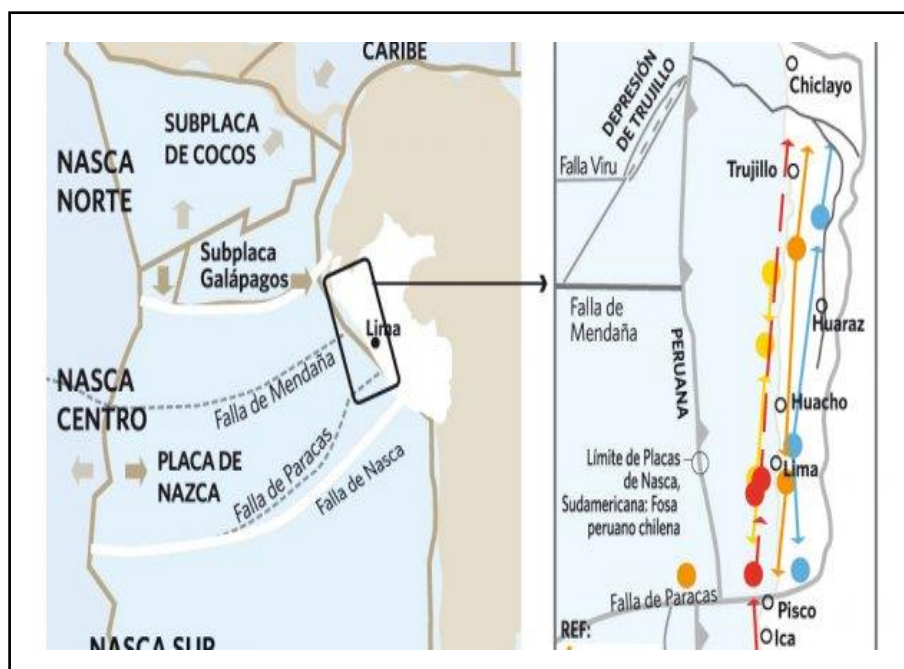 CARIBE
SUBPLACA
DE COCOS
NASCA
NORTE
Subplaca
Galápagos
Lima
Falla de Mendaña
NASCA
CENTRO
PLACA DE
NAZCA
Falla de Paracas
Falla de Nasca
NASCA SUR
Chiclayo
DEPRESIÓN
DE TRUJILLO
Falla Viru
Trujillo
Falla de
Mendaña
PERUANA
Huaraz
Huacho
Límite de Placas
de Nasca,
Sudamericana: Fosa
peruano chilena
Lima
Falla de Paracas
Pisco
REF:
Ica